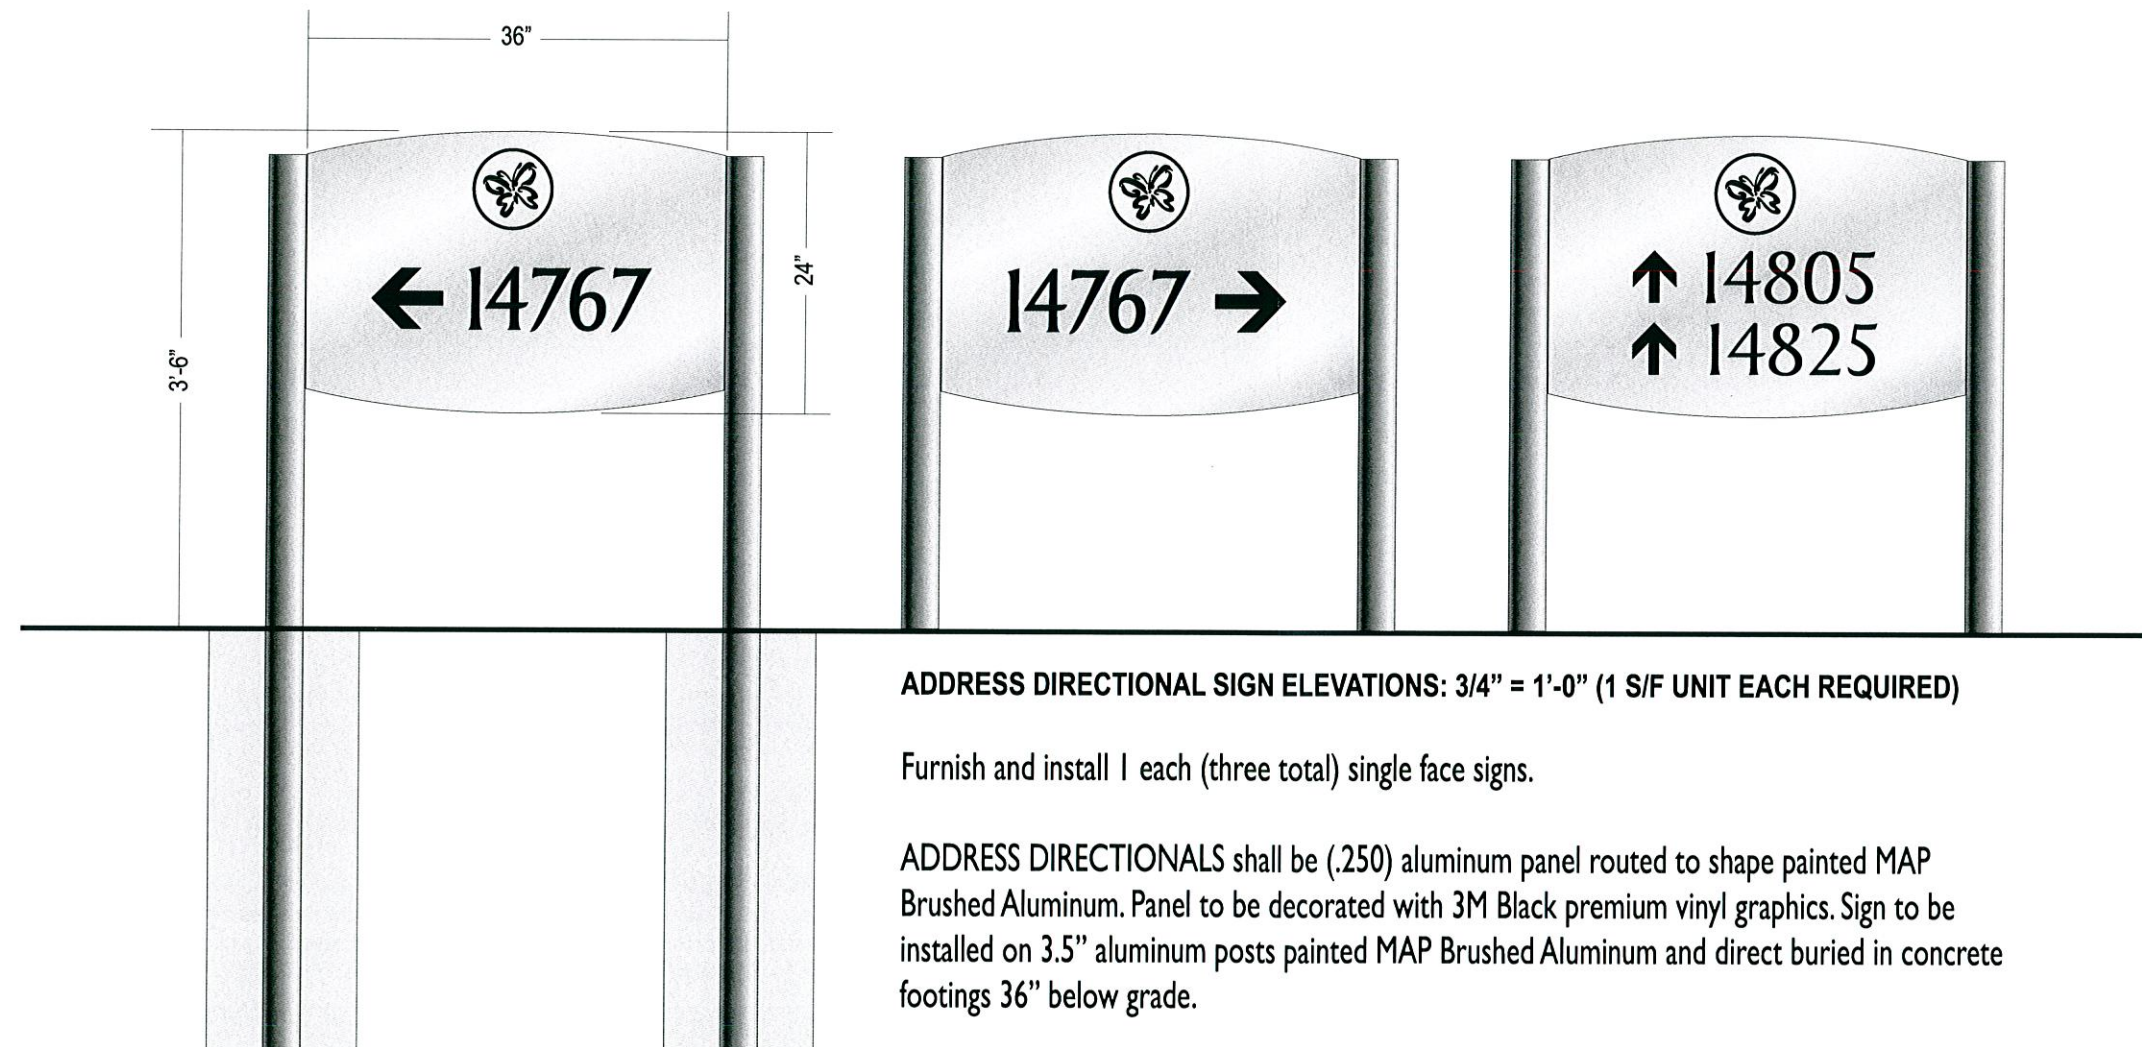 36”
3’-6”
24”
← 14767
14767 →
↑ 14805
↑ 14825
ADDRESS DIRECTIONAL SIGN ELEVATIONS: 3/4” = 1’-0” (1 S/F UNIT EACH REQUIRED)
Furnish and install 1 each (three total) single face signs.
ADDRESS DIRECTIONALS shall be (.250) aluminum panel routed to shape painted MAP
Brushed Aluminum. Panel to be decorated with 3M Black premium vinyl graphics. Sign to be
installed on 3.5” aluminum posts painted MAP Brushed Aluminum and direct buried in concrete
footings 36” below grade.